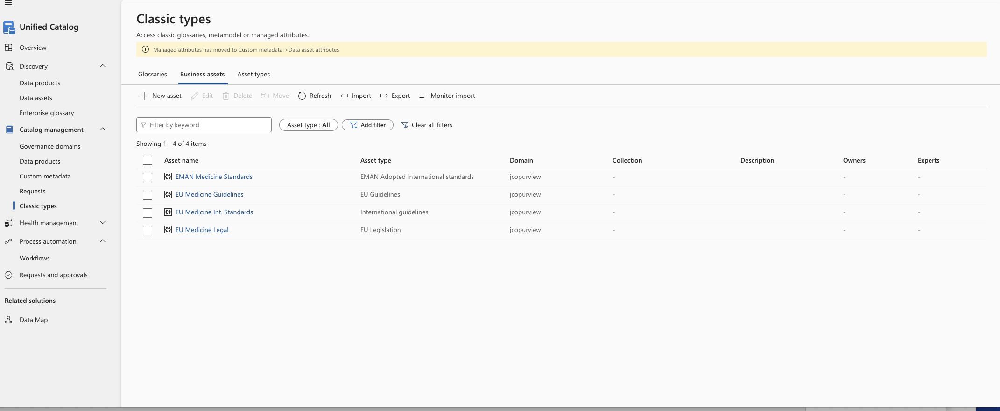 Unified Catalog
Overview
Discovery
Data products
Data assets
Enterprise glossary
Catalog management
Governance domains
Data products
Custom metadata
Requests
Classic types
Health management
Process automation
Workflows
Requests and approvals
Related solutions
Data Map
Classic types
Access classic glossaries, metamodel or managed attributes.
Managed attributes has moved to Custom metadata->Data asset attributes
Glossaries Business assets Asset types
New asset Edit Delete Move Refresh Import Export Monitor import
Filter by keyword Asset type : All Add filter Clear all filters
Showing 1 - 4 of 4 items
Asset name Asset type Domain Collection Description Owners Experts
EMAN Medicine Standards EMAN Adopted International standards jcopurview - - -
EU Medicine Guidelines EU Guidelines jcopurview - - -
EU Medicine Int. Standards International guidelines jcopurview - - -
EU Medicine Legal EU Legislation jcopurview - - -